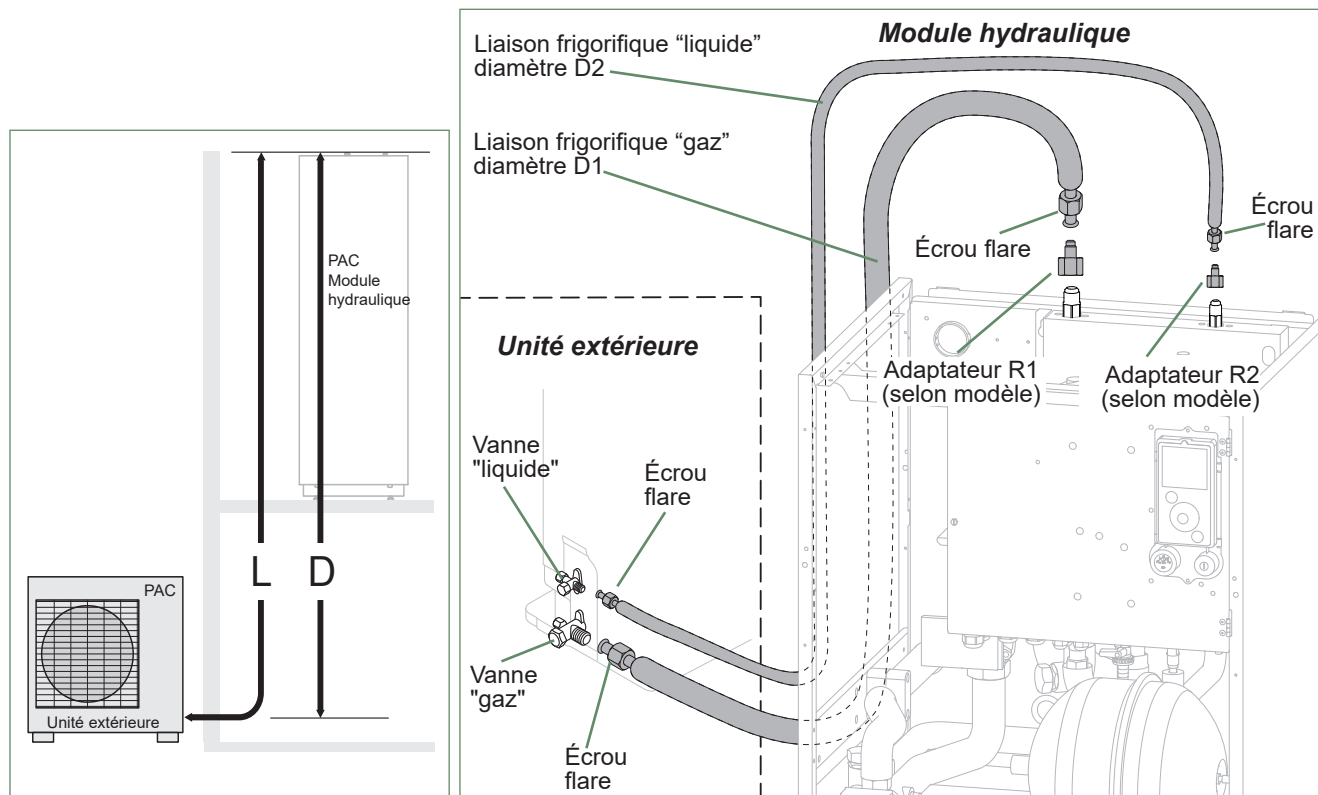 PAC
Module
hydraulique
L
D
PAC
Unité extérieure
Module hydraulique
Liaison frigorifique “liquide”
diamètre D2
Liaison frigorifique “gaz”
diamètre D1
Écrou flare
Écrou
flare
Adaptateur R1
(selon modèle)
Adaptateur R2
(selon modèle)
Unité extérieure
Vanne
"liquide"
Écrou
flare
Vanne
"gaz"
Écrou
flare